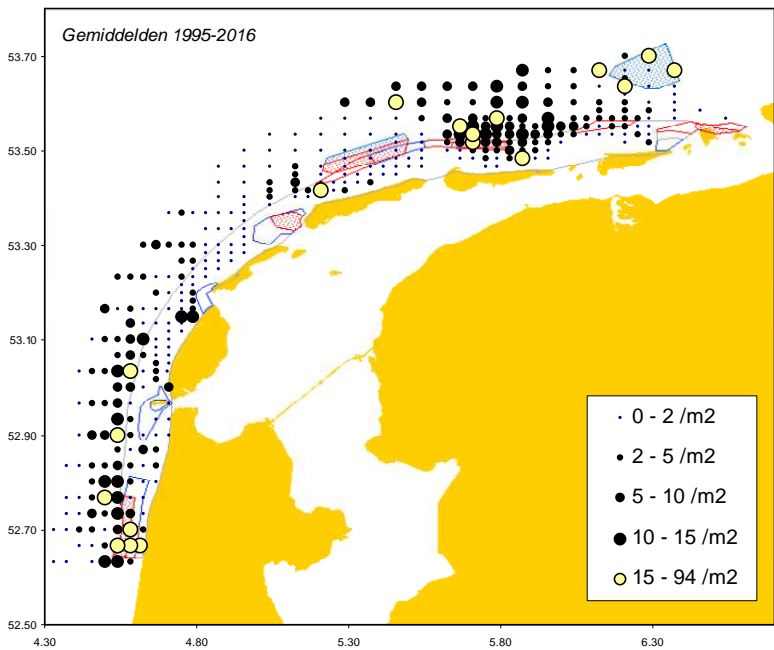 Gemiddelden 1995-2016
53.70
53.50
53.30
53.10
52.90
52.70
52.50
0 - 2 /m2
2 - 5 /m2
5 - 10 /m2
10 - 15 /m2
15 - 94 /m2
4.30 4.80 5.30 5.80 6.30